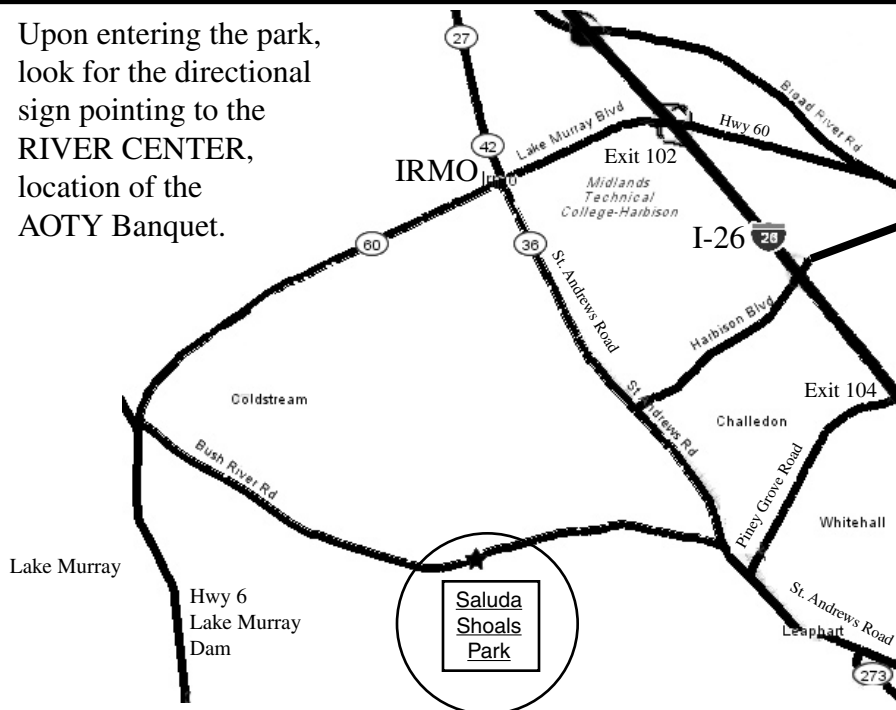 Upon entering the park,
look for the directional
sign pointing to the
RIVER CENTER,
location of the
AOTY Banquet.
27
Broad River Rd
Lake Murray Blvd
Hwy 60
42
Exit 102
IRMO
Midlands
Technical
College-Harbison
60
36
I-26
26
St. Andrews Road
Harbison Blvd
Exit 104
Coldstream
St Andrews Rd
Challedon
Bush River Rd
Piney Grove Road
Whitehall
Lake Murray
Hwy 6
Lake Murray
Dam
Saluda
Shoals
Park
St. Andrews Road
Leaphart
273